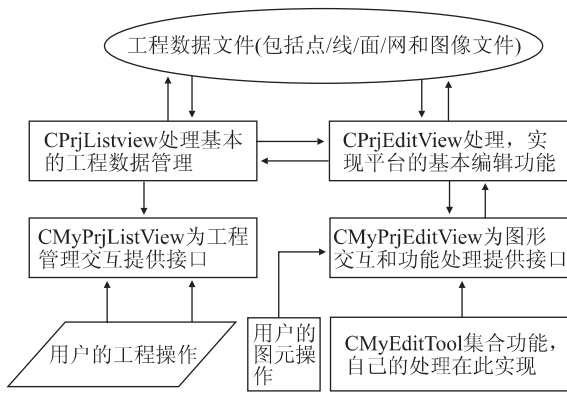 工程数据文件(包括点/线/面/网和图像文件)
CPrjListview处理基本
的工程数据管理
CPrjEditView处理，实
现平台的基本编辑功能
CMyPrjListView为工程
管理交互提供接口
CMyPrjEditView为图形
交互和功能处理提供接口
用户的工程操作
用户的
图元操
作
CMyEditTool集合功能，
自己的处理在此实现